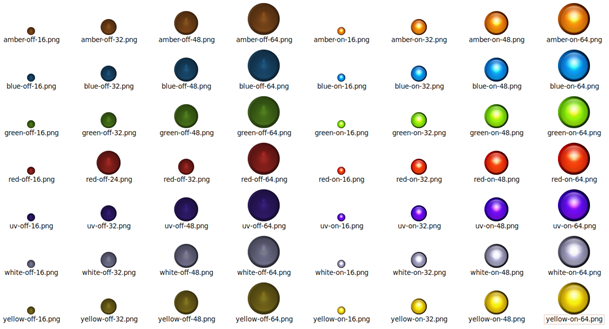 amber-off-16.png amber-off-32.png amber-off-48.png amber-off-64.png amber-on-16.png amber-on-32.png amber-on-48.png amber-on-64.png
blue-off-16.png blue-off-32.png blue-off-48.png blue-off-64.png blue-on-16.png blue-on-32.png blue-on-48.png blue-on-64.png
green-off-16.png green-off-32.png green-off-48.png green-off-64.png green-on-16.png green-on-32.png green-on-48.png green-on-64.png
red-off-16.png red-off-24.png red-off-32.png red-off-64.png red-on-16.png red-on-32.png red-on-48.png red-on-64.png
uv-off-16.png uv-off-32.png uv-off-48.png uv-off-64.png uv-on-16.png uv-on-32.png uv-on-48.png uv-on-64.png
white-off-16.png white-off-32.png white-off-48.png white-off-64.png white-on-16.png white-on-32.png white-on-48.png white-on-64.png
yellow-off-16.png yellow-off-32.png yellow-off-48.png yellow-off-64.png yellow-on-16.png yellow-on-32.png yellow-on-48.png yellow-on-64.png